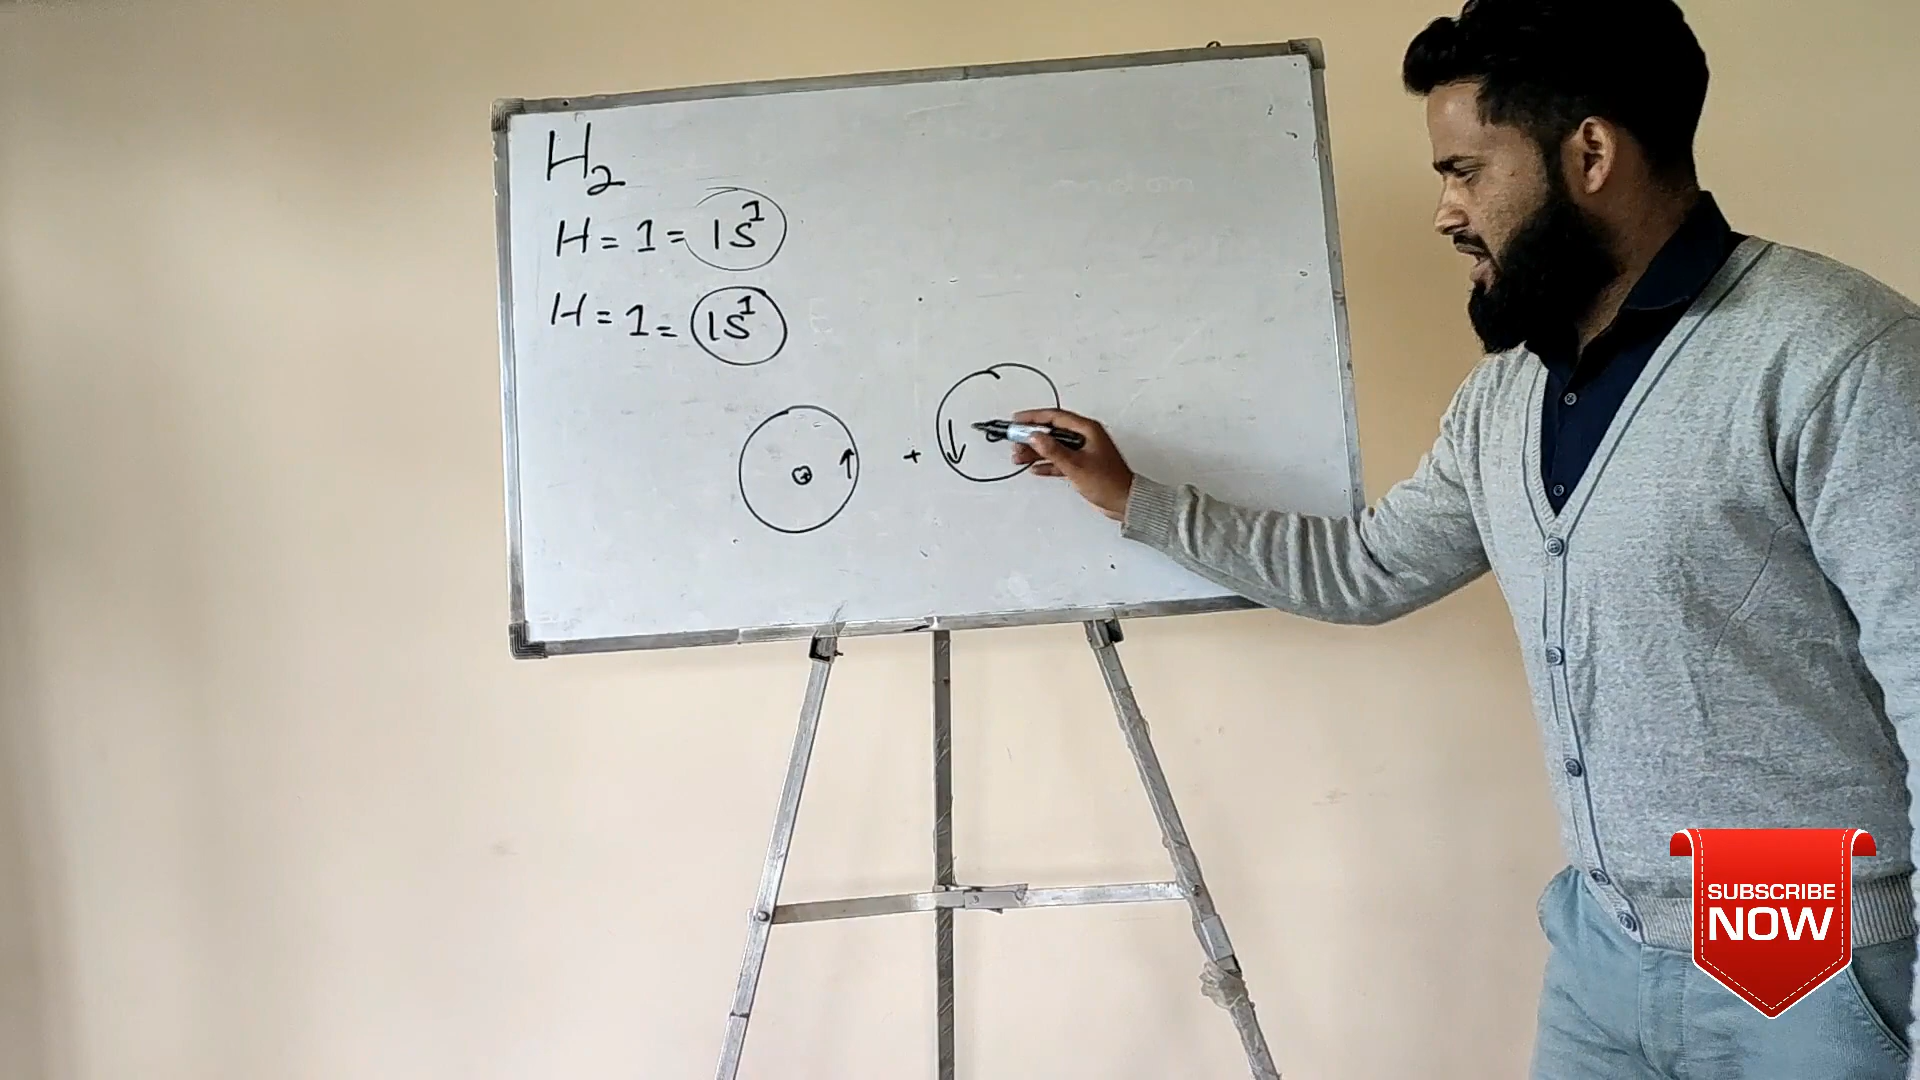 H₂
H = 1 = 1S¹
H = 1 = 1S¹
+
SUBSCRIBE
NOW